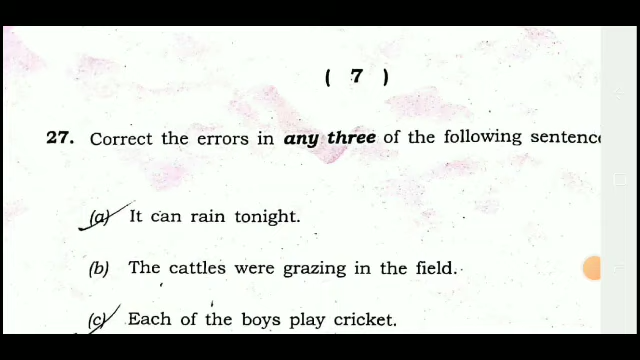 ( 7 )
27. Correct the errors in any three of the following sentenc
(a) It can rain tonight.
(b) The cattles were grazing in the field.
(c) Each of the boys play cricket.